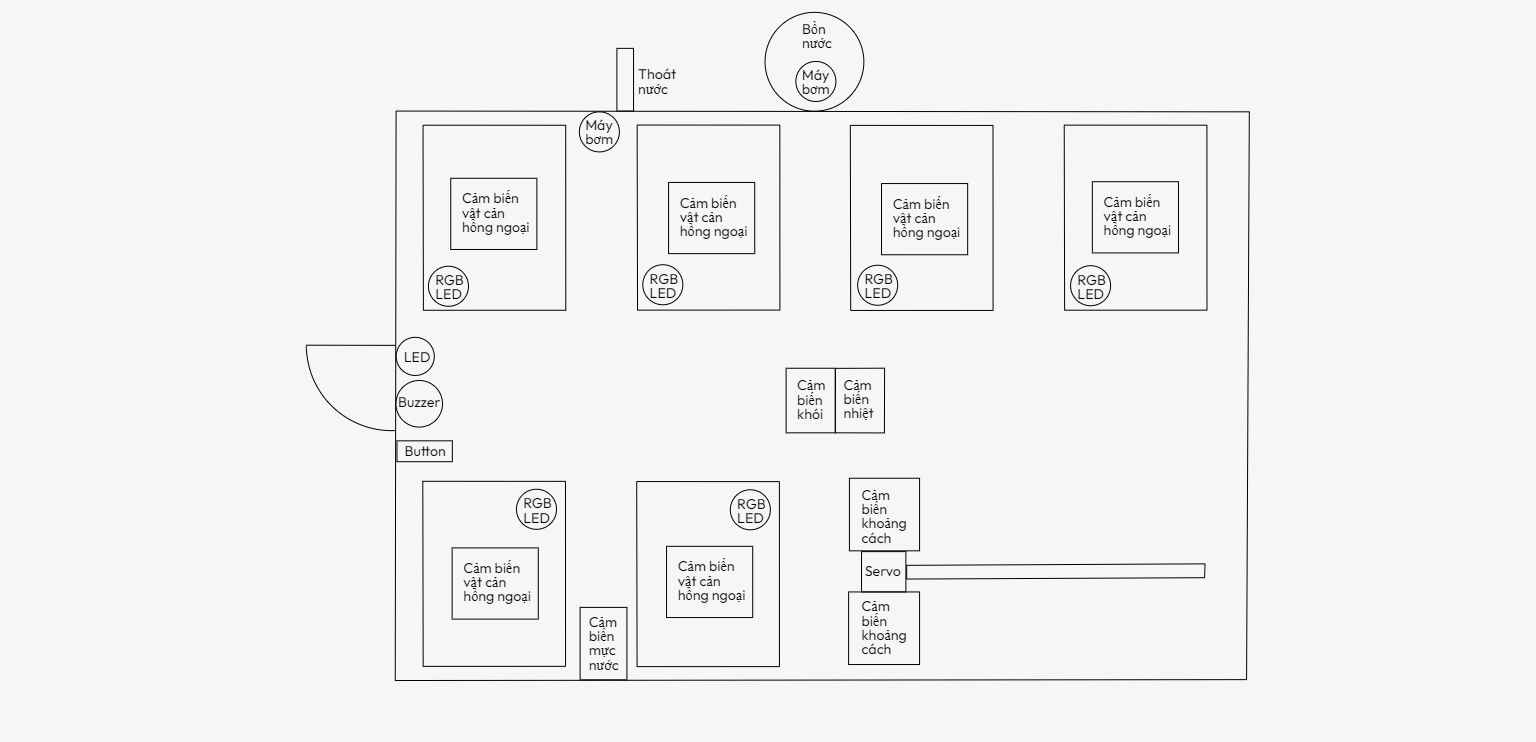 Bồn
nước
Máy
bơm
Thoát
nước
Máy
bơm
Cảm biến
vật cản
hồng ngoại
RGB
LED
Cảm biến
vật cản
hồng ngoại
RGB
LED
Cảm biến
vật cản
hồng ngoại
RGB
LED
Cảm biến
vật cản
hồng ngoại
RGB
LED
LED
Buzzer
Button
Cảm
biến
khói
Cảm
biến
nhiệt
RGB
LED
Cảm biến
vật cản
hồng ngoại
Cảm
biến
mực
nước
RGB
LED
Cảm biến
vật cản
hồng ngoại
Cảm
biến
khoảng
cách
Servo
Cảm
biến
khoảng
cách